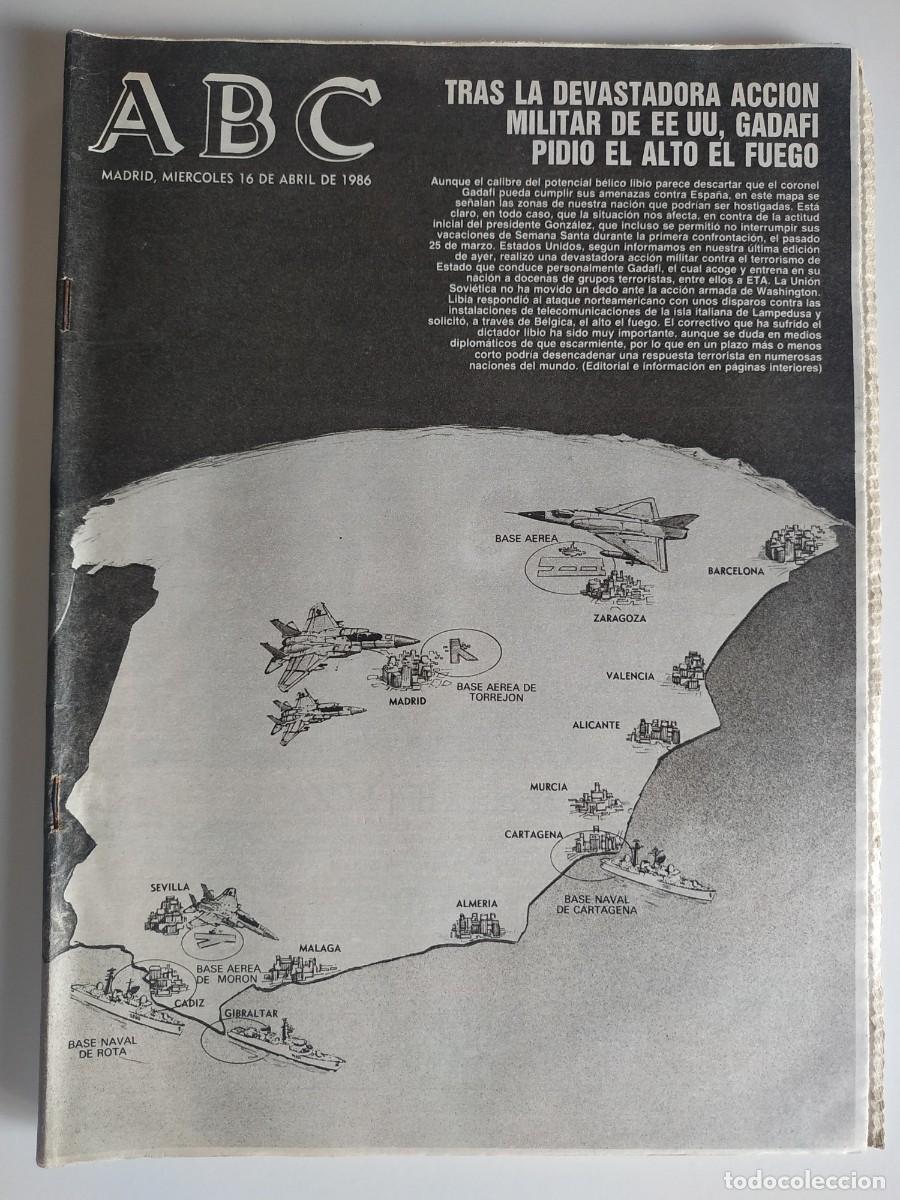 ABC
MADRID, MIERCOLES 16 DE ABRIL DE 1986
TRAS LA DEVASTADORA ACCION
MILITAR DE EE UU, GADAFI
PIDIO EL ALTO EL FUEGO
Aunque el calibre del potencial bélico libio parece descartar que el coronel
Gadafi pueda cumplir sus amenazas contra España, en este mapa se
señalan las zonas de nuestra nación que podrían ser hostigadas. Está
claro, en todo caso, que la situación nos afecta, en contra de la actitud
inicial del presidente González, que incluso se permitió no interrumpir sus
vacaciones de Semana Santa durante la primera confrontación, el pasado
25 de marzo. Estados Unidos, según informamos en nuestra última edición
de ayer, realizó una devastadora acción militar contra el terrorismo de
Estado que conduce personalmente Gadafi, el cual acoge y entrena en su
nación a docenas de grupos terroristas, entre ellos a ETA. La Unión
Soviética no ha movido un dedo ante la acción armada de Washington.
Libia respondió al ataque norteamericano con unos disparos contra las
instalaciones de telecomunicaciones de la isla italiana de Lampedusa y
solicitó, a través de Bélgica, el alto el fuego. El correctivo que ha sufrido el
dictador libio ha sido muy importante, aunque se duda en medios
diplomáticos de que escarmiente, por lo que en un plazo más o menos
corto podría desencadenar una respuesta terrorista en numerosas
naciones del mundo. (Editorial e información en páginas interiores)
BASE AEREA
BARCELONA
ZARAGOZA
VALENCIA
BASE AEREA DE
TORREJON
MADRID
ALICANTE
MURCIA
CARTAGENA
BASE NAVAL
DE CARTAGENA
SEVILLA
ALMERIA
MALAGA
BASE AEREA
DE MORON
CADIZ
GIBRALTAR
BASE NAVAL
DE ROTA
todocoleccion